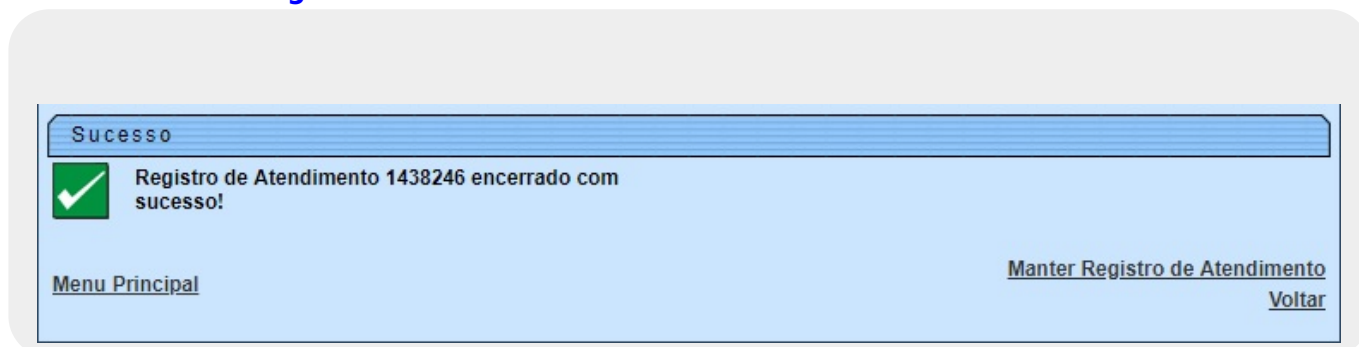 Sucesso
Registro de Atendimento 1438246 encerrado com
sucesso!
Manter Registro de Atendimento
Menu Principal
Voltar